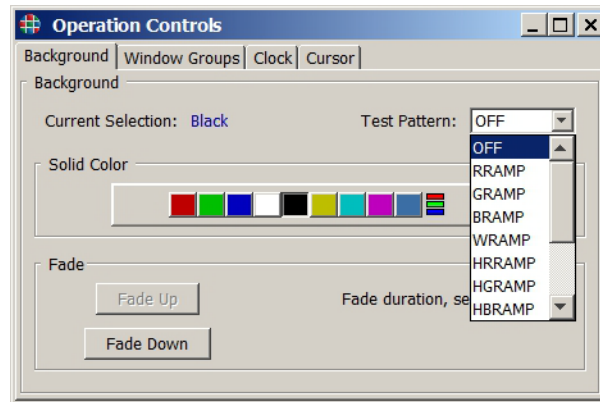 Operation Controls
Background Window Groups Clock Cursor
Background
Current Selection: Black Test Pattern: OFF
OFF
RRAMP
GRAMP
BRAMP
WRAMP
HRRAMP
HGRAMP
HBRAMP
Solid Color
Fade
Fade Up Fade duration, se
Fade Down